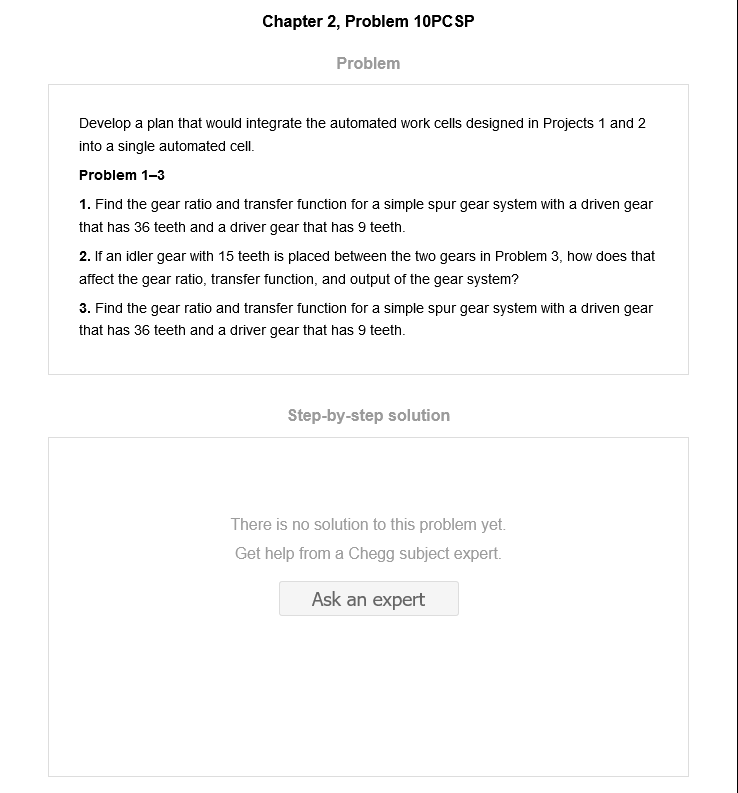 Chapter 2, Problem 10PCSP
Problem
Develop a plan that would integrate the automated work cells designed in Projects 1 and 2
into a single automated cell.
Problem 1–3
1. Find the gear ratio and transfer function for a simple spur gear system with a driven gear
that has 36 teeth and a driver gear that has 9 teeth.
2. If an idler gear with 15 teeth is placed between the two gears in Problem 3, how does that
affect the gear ratio, transfer function, and output of the gear system?
3. Find the gear ratio and transfer function for a simple spur gear system with a driven gear
that has 36 teeth and a driver gear that has 9 teeth.
Step-by-step solution
There is no solution to this problem yet.
Get help from a Chegg subject expert.
Ask an expert